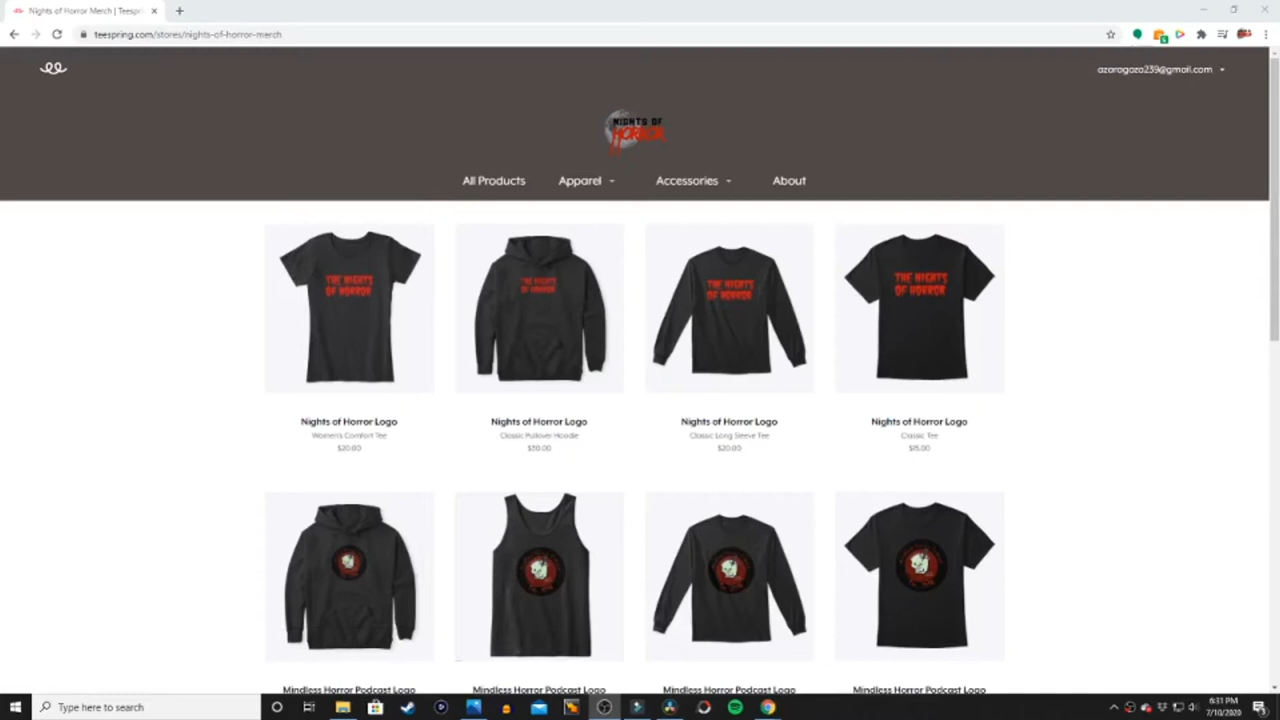 Nights of Horror Merch | Teespri
teespring.com/stores/nights-of-horror-merch
azaragoza239@gmail.com
NIGHTS OF
HORROR
All Products Apparel Accessories About
THE NIGHTS
OF HORROR
THE NIGHTS
OF HORROR
THE NIGHTS
OF HORROR
THE NIGHTS
OF HORROR
Nights of Horror Logo Nights of Horror Logo Nights of Horror Logo Nights of Horror Logo
Women's Comfort Tee Classic Pullover Hoodie Classic Long Sleeve Tee Classic Tee
$20.00 $30.00 $20.00 $15.00
Mindless Horror Podcast Logo Mindless Horror Podcast Logo Mindless Horror Podcast Logo Mindless Horror Podcast Logo
Type here to search
6:31 PM
7/10/2020